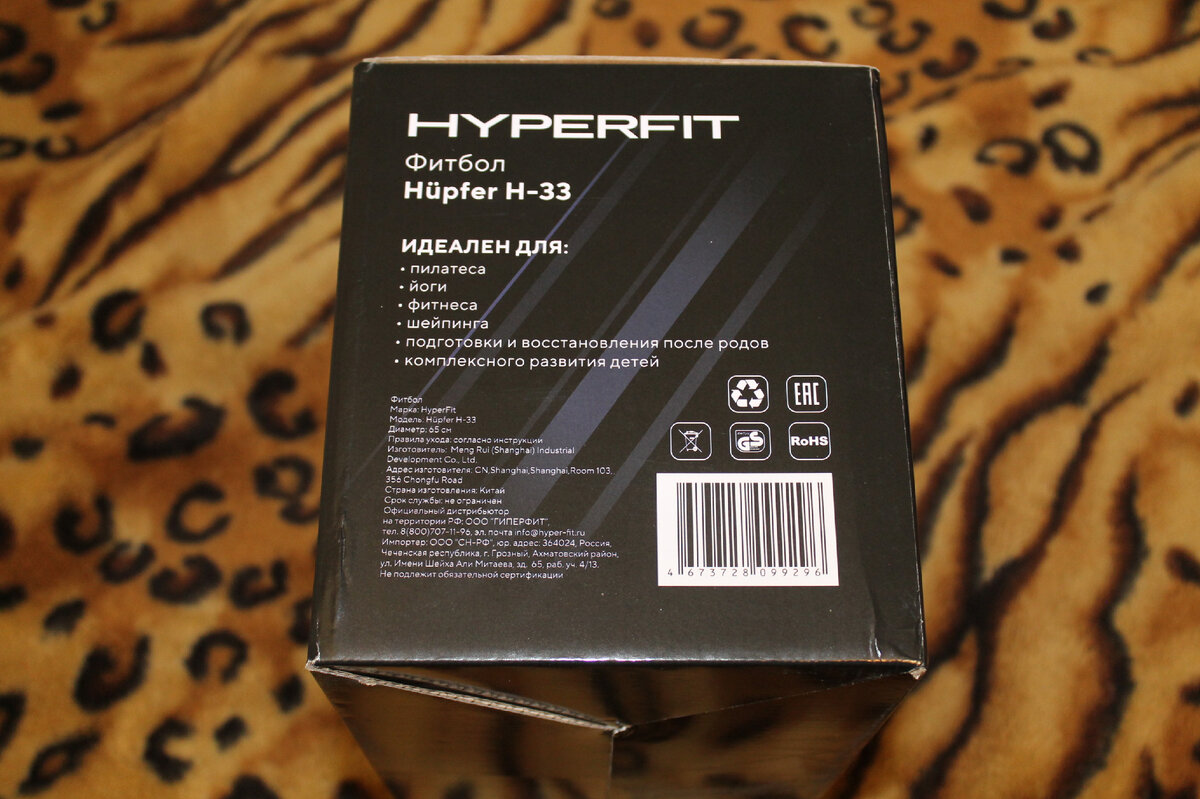 HYPERFIT
Фитбол
Hüpfer H-33
ИДЕАЛЕН ДЛЯ:
• пилатеса
• йоги
• фитнеса
• шейпинга
• подготовки и восстановления после родов
• комплексного развития детей
Фитбол
Марка: HyperFit
Модель: Hüpfer H-33
Диаметр: 65 см
Правила ухода: согласно инструкции
Изготовитель: Meng Rui (Shanghai) Industrial
Development Co., Ltd.
Адрес изготовителя: CN,Shanghai,Shanghai,Room 103,
356 Chongfu Road
Страна изготовления: Китай
Срок службы: не ограничен
Официальный дистрибьютор
на территории РФ: ООО "ГИПЕРФИТ",
тел. 8(800)707-11-96, эл. почта info@hyper-fit.ru
Импортер: ООО "СН-РФ", юр. адрес: 364024, Россия,
Чеченская республика, г. Грозный, Ахматовский район,
ул. Имени Шейха Али Митаева, зд. 65, раб. уч. 4/13.
Не подлежит обязательной сертификации
EAC
GS
RoHS
4 673728 099296